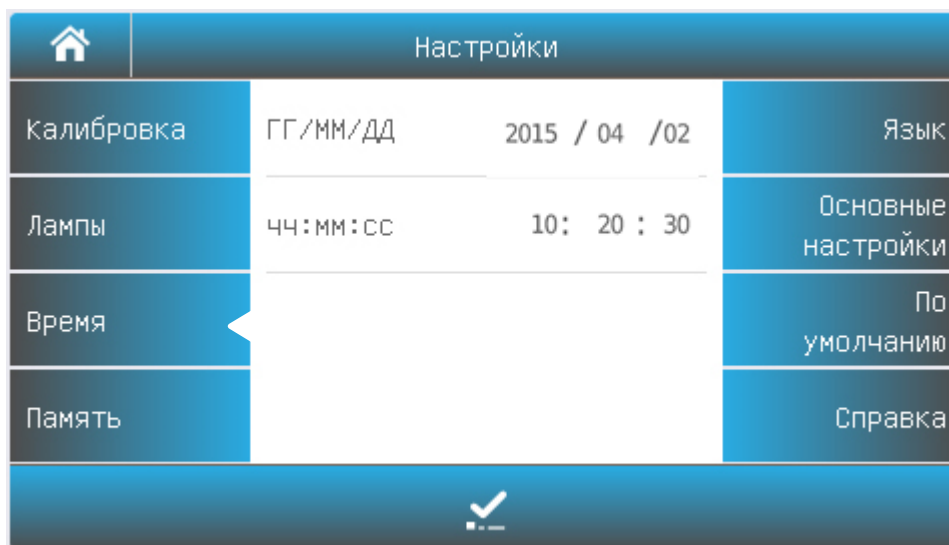 Настройки
Калибровка
Лампы
Время
Память
ГГ/ММ/ДД 2015 / 04 /02
чч:мм:сс 10: 20 : 30
Язык
Основные
настройки
По
умолчанию
Справка